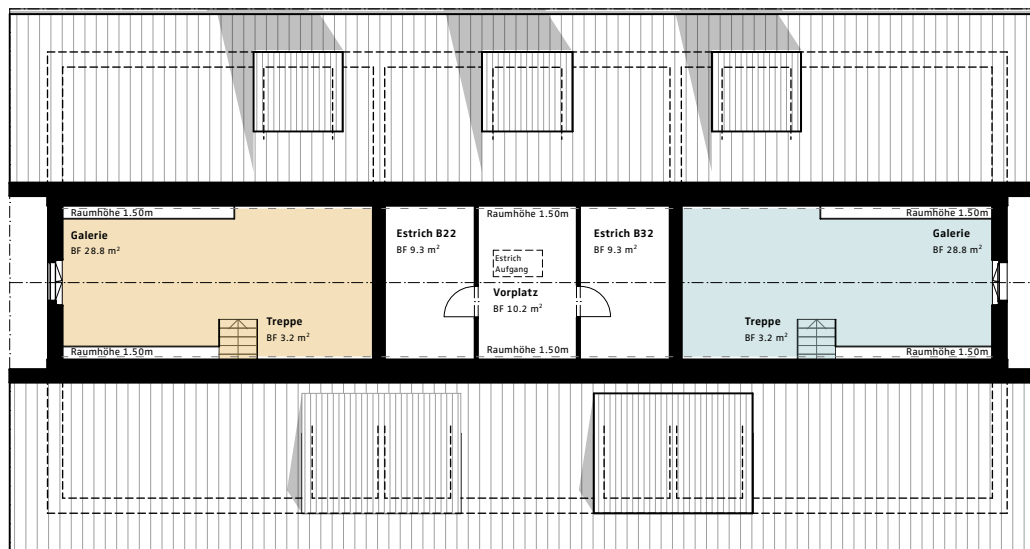 Raumhöhe 1.50m
Raumhöhe 1.50m
Raumhöhe 1.50m
Galerie
BF 28.8 m²
Estrich B22
BF 9.3 m²
Estrich
Aufgang
Vorplatz
BF 10.2 m²
Estrich B32
BF 9.3 m²
Galerie
BF 28.8 m²
Treppe
BF 3.2 m²
Treppe
BF 3.2 m²
Raumhöhe 1.50m
Raumhöhe 1.50m
Raumhöhe 1.50m